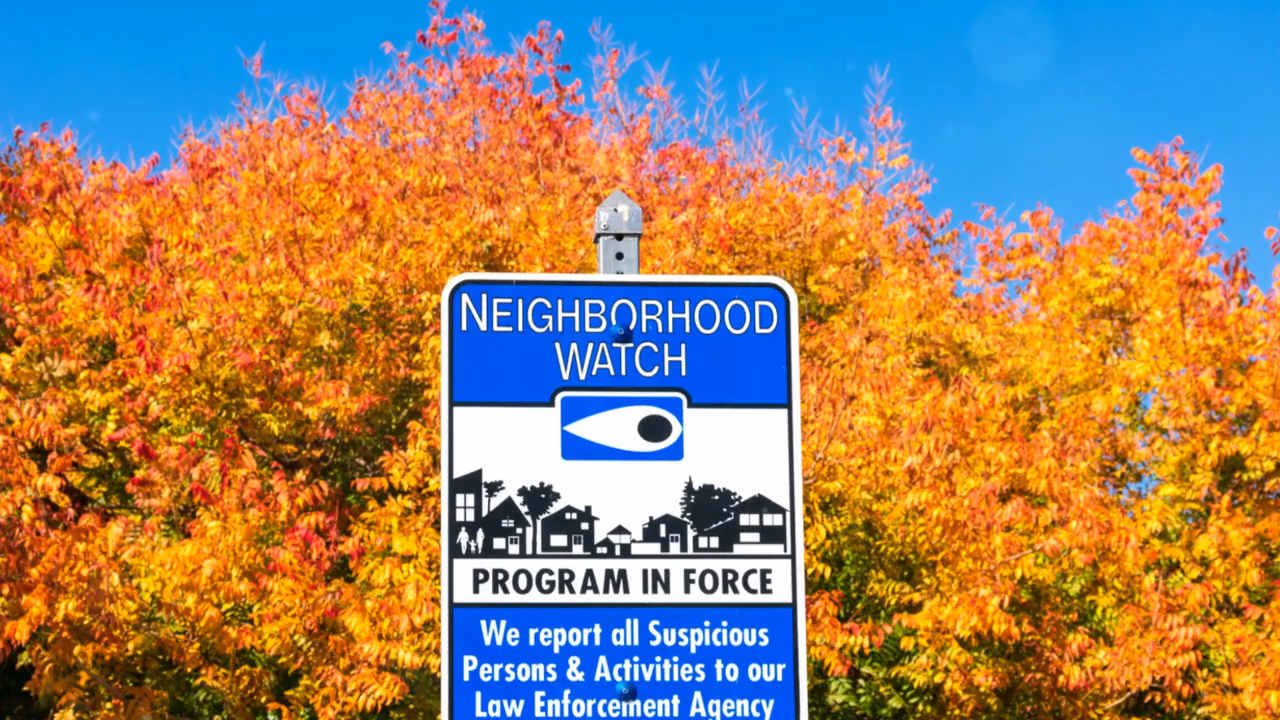 NEIGHBORHOOD
WATCH
PROGRAM IN FORCE
We report all Suspicious
Persons & Activities to our
Law Enforcement Agency